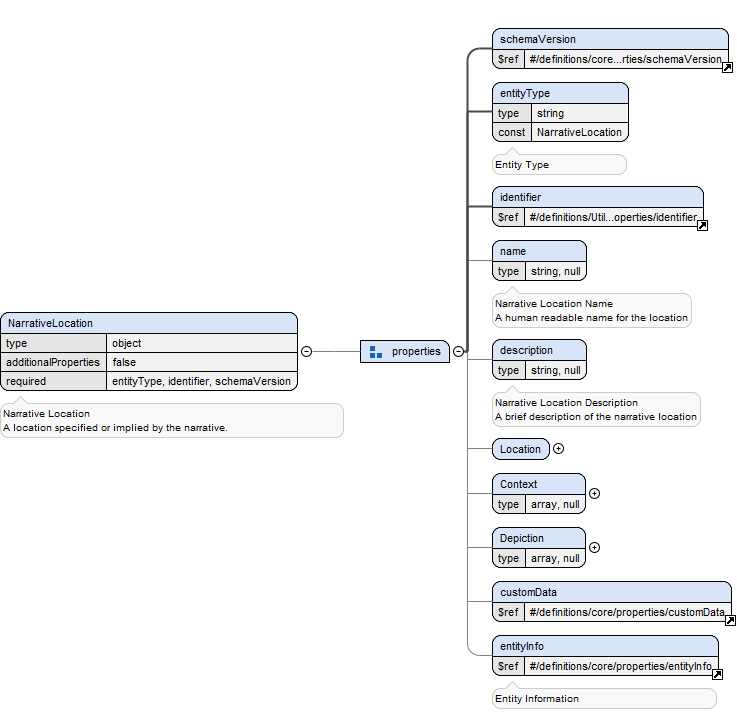 schemaVersion
$ref #/definitions/core...rties/schemaVersion
entityType
type string
const NarrativeLocation
Entity Type
identifier
$ref #/definitions/Util...operties/identifier
name
type string, null
Narrative Location Name
A human readable name for the location
NarrativeLocation
type object
additionalProperties false
required entityType, identifier, schemaVersion
Narrative Location
A location specified or implied by the narrative.
properties
description
type string, null
Narrative Location Description
A brief description of the narrative location
Location
Context
type array, null
Depiction
type array, null
customData
$ref #/definitions/core/properties/customData
entityInfo
$ref #/definitions/core/properties/entityInfo
Entity Information